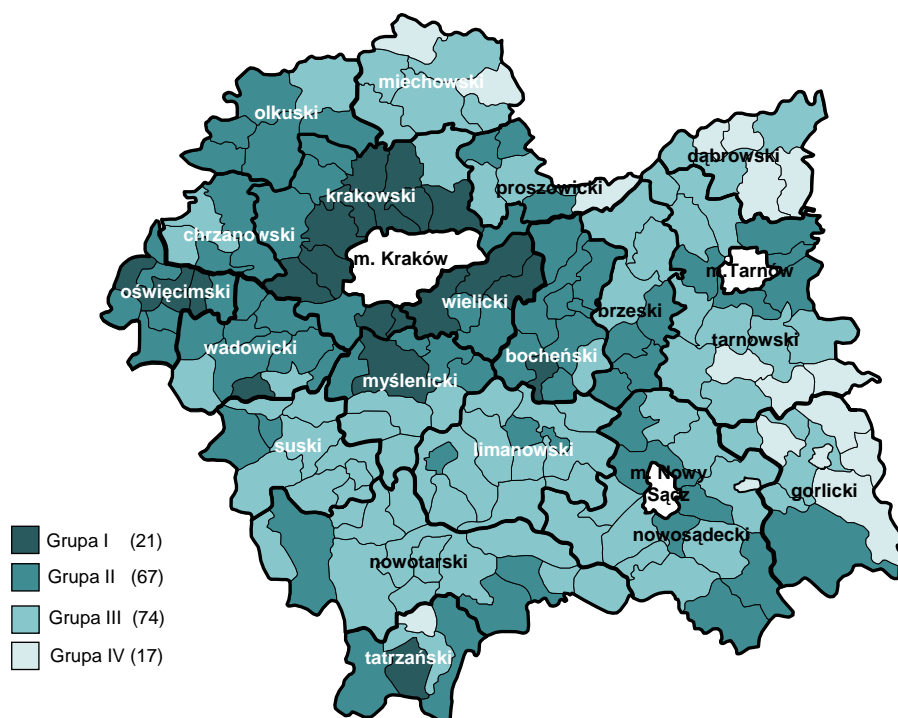 miechowski
olkuski
dąbrowski
krakowski
proszowicki
chrzanowski
m. Kraków
m.Tarnów
oświęcimski
wielicki
brzeski
wadowicki
bocheński
tarnowski
myślenicki
suski
limanowski
m. Nowy
Sącz
gorlicki
nowosądecki
nowotarski
tatrzański
Grupa I (21)
Grupa II (67)
Grupa III (74)
Grupa IV (17)